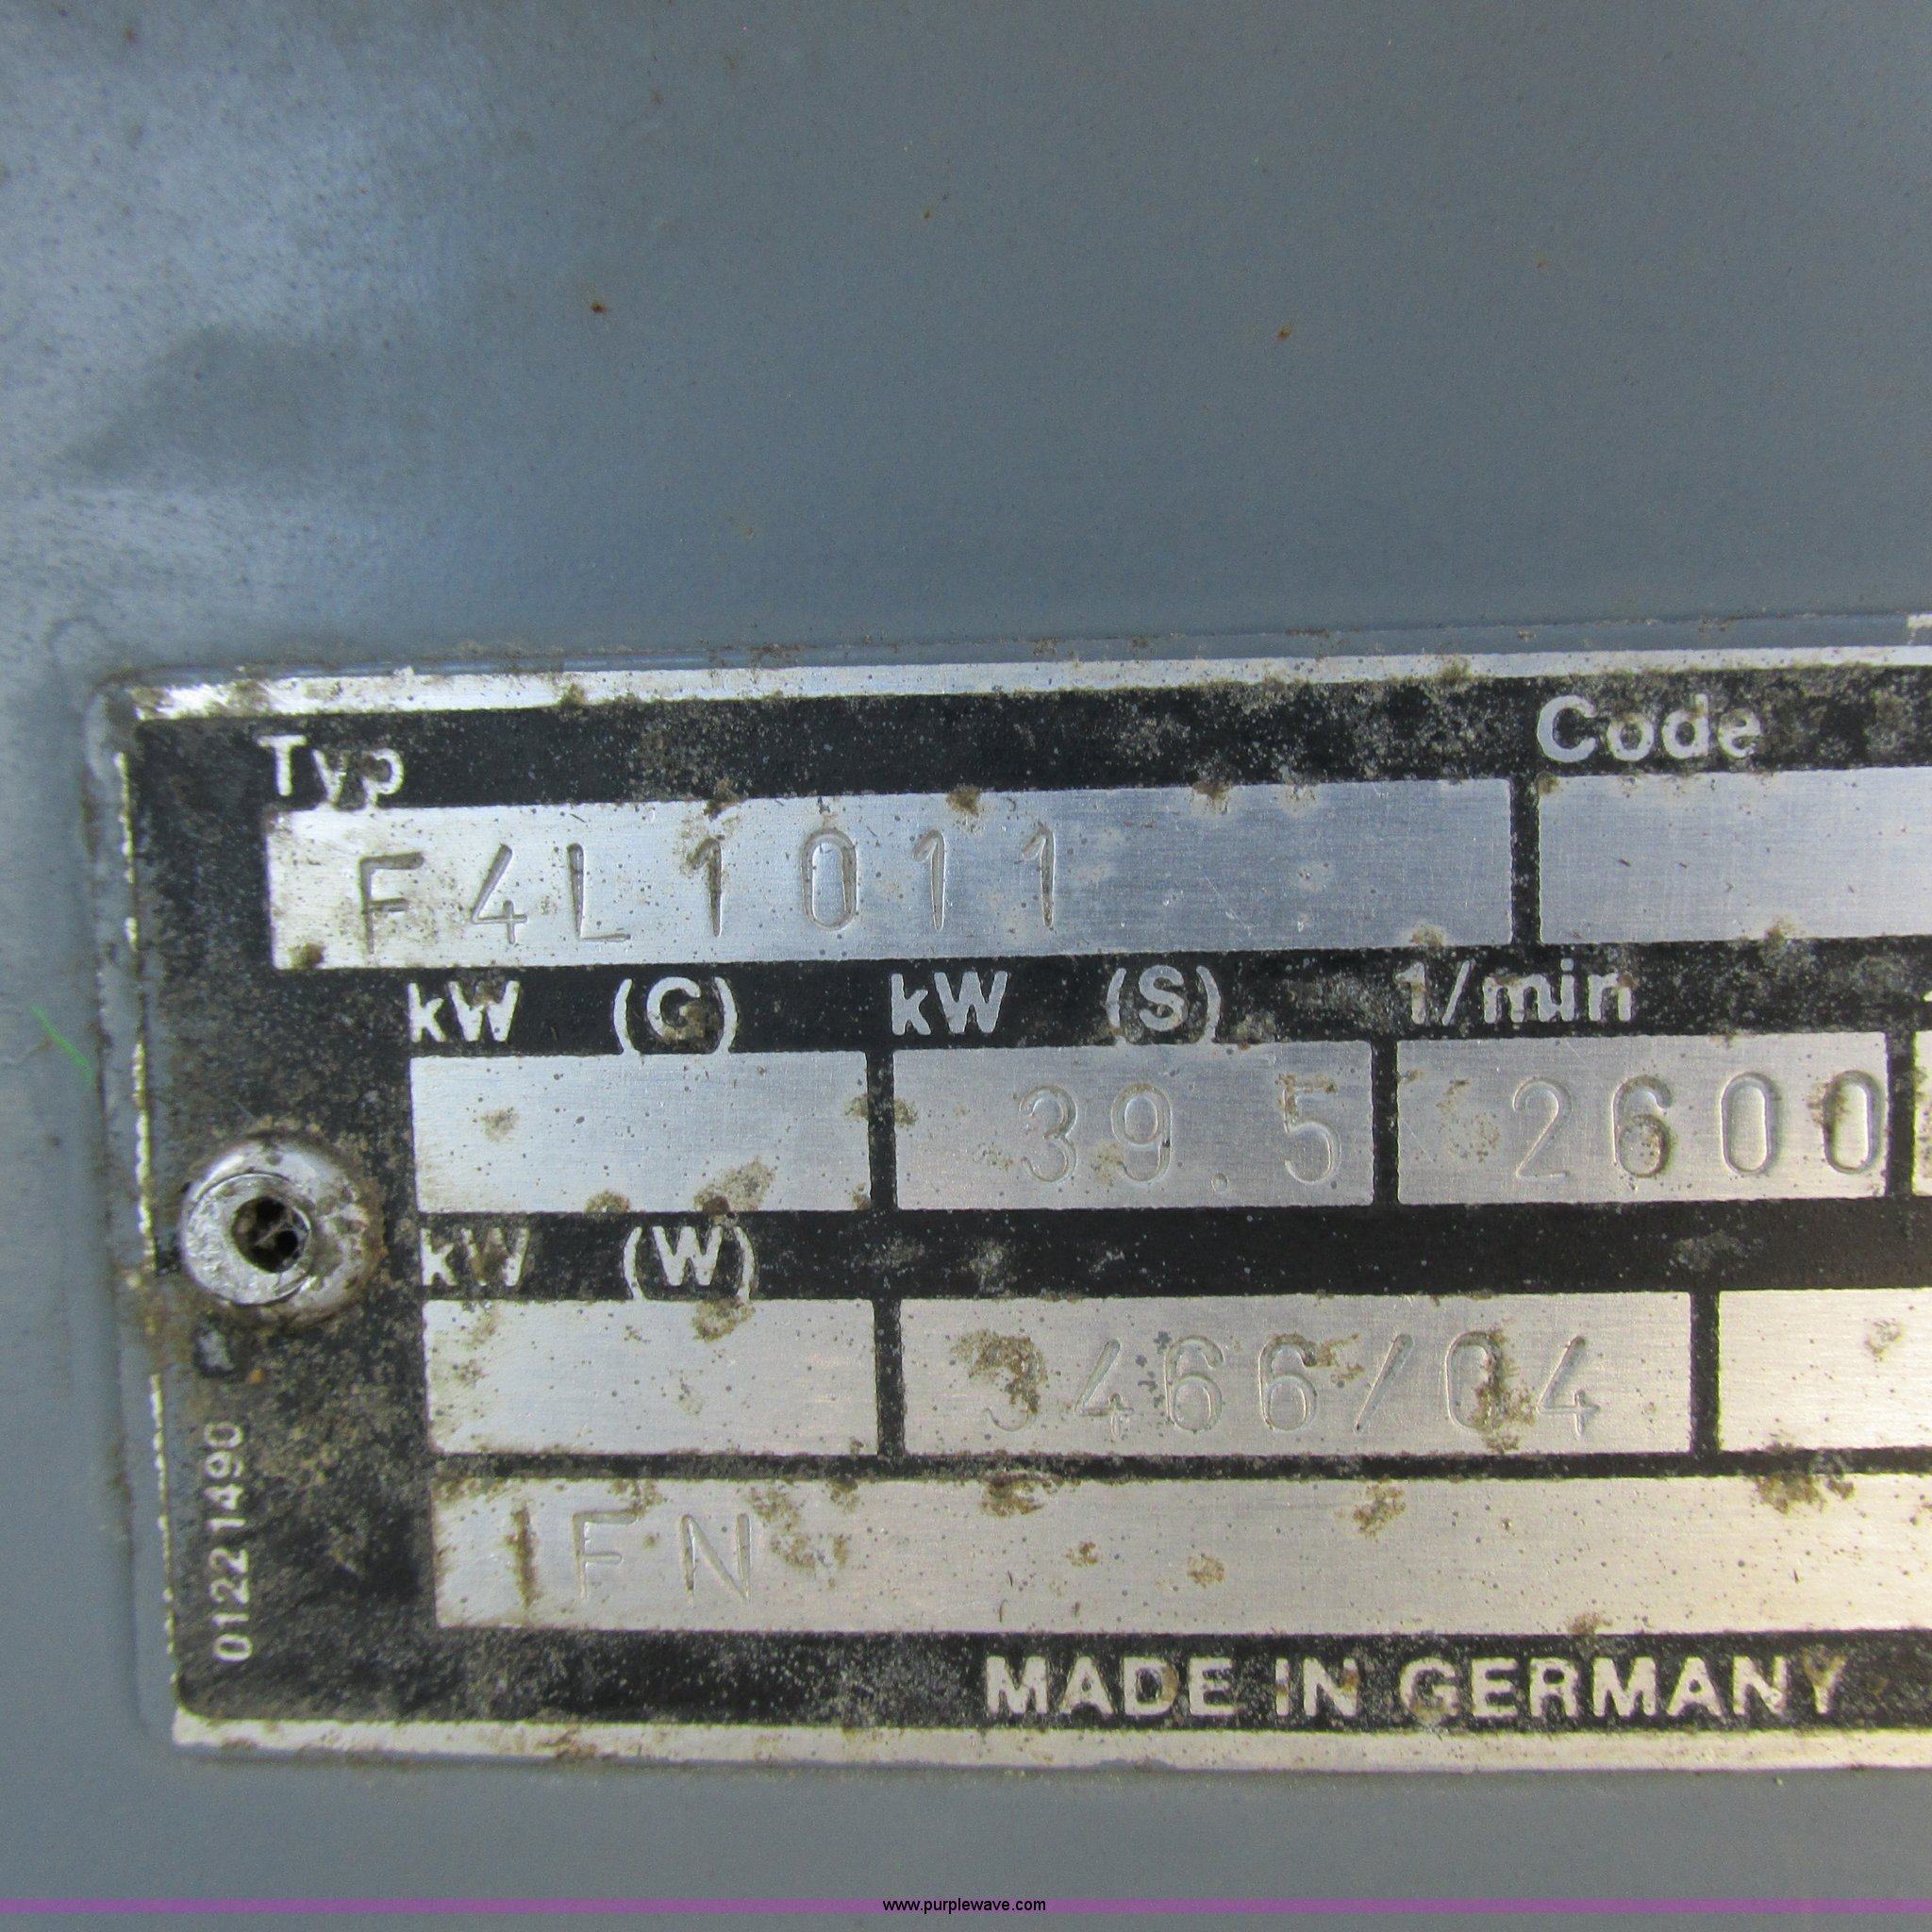 Typ Code
F4L1011
kW (G) kW (S) 1/min
39.5 2600
kW (W)
3466/04
IFN
MADE IN GERMANY
01221490
www.purplewave.com